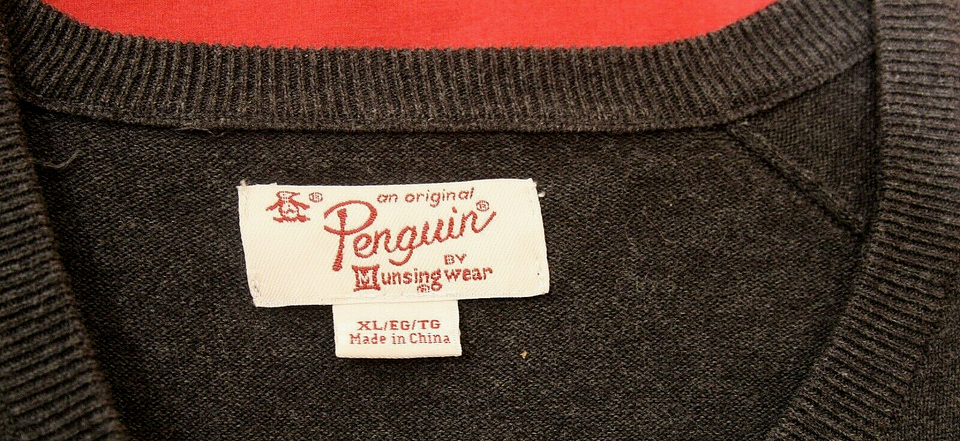 an original
Penguin®
BY
Munsingwear
®
XL/EG/TG
Made in China